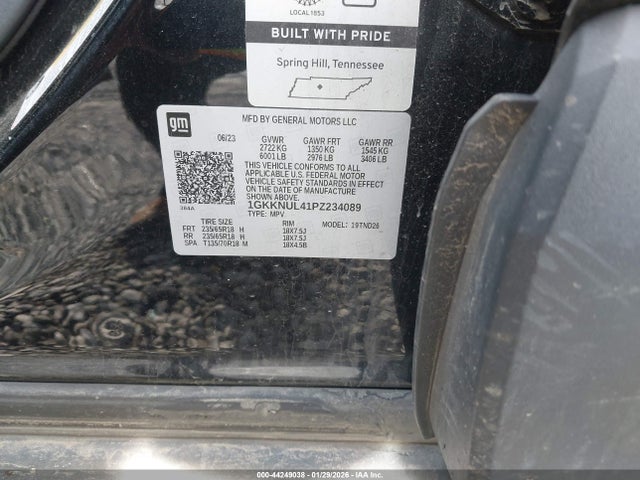 LOCAL 1853
BUILT WITH PRIDE
Spring Hill, Tennessee
gm
MFD BY GENERAL MOTORS LLC
06/23 GVWR GAWR FRT GAWR RR
2722 KG 1350 KG 1545 KG
6001 LB 2976 LB 3406 LB
THIS VEHICLE CONFORMS TO ALL
APPLICABLE U.S. FEDERAL MOTOR
VEHICLE SAFETY STANDARDS IN EFFECT
ON THE DATE OF MANUFACTURE
SHOWN ABOVE.
1GKKNUL41PZ234089
TYPE: MPV MODEL: 19TND26
TIRE SIZE RIM
FRT 235/65R18 H 18X7.5J
RR 235/65R18 H 18X7.5J
SPA T135/70R18 M 18X4.5B
000-44249038 - 01/29/2026 - IAAI.COM